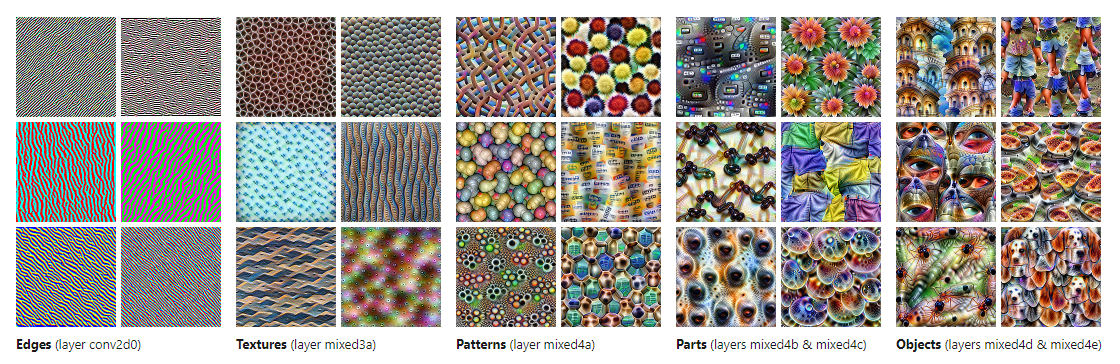 Edges (layer conv2d0)
Textures (layer mixed3a)
Patterns (layer mixed4a)
Parts (layers mixed4b & mixed4c)
Objects (layers mixed4d & mixed4e)